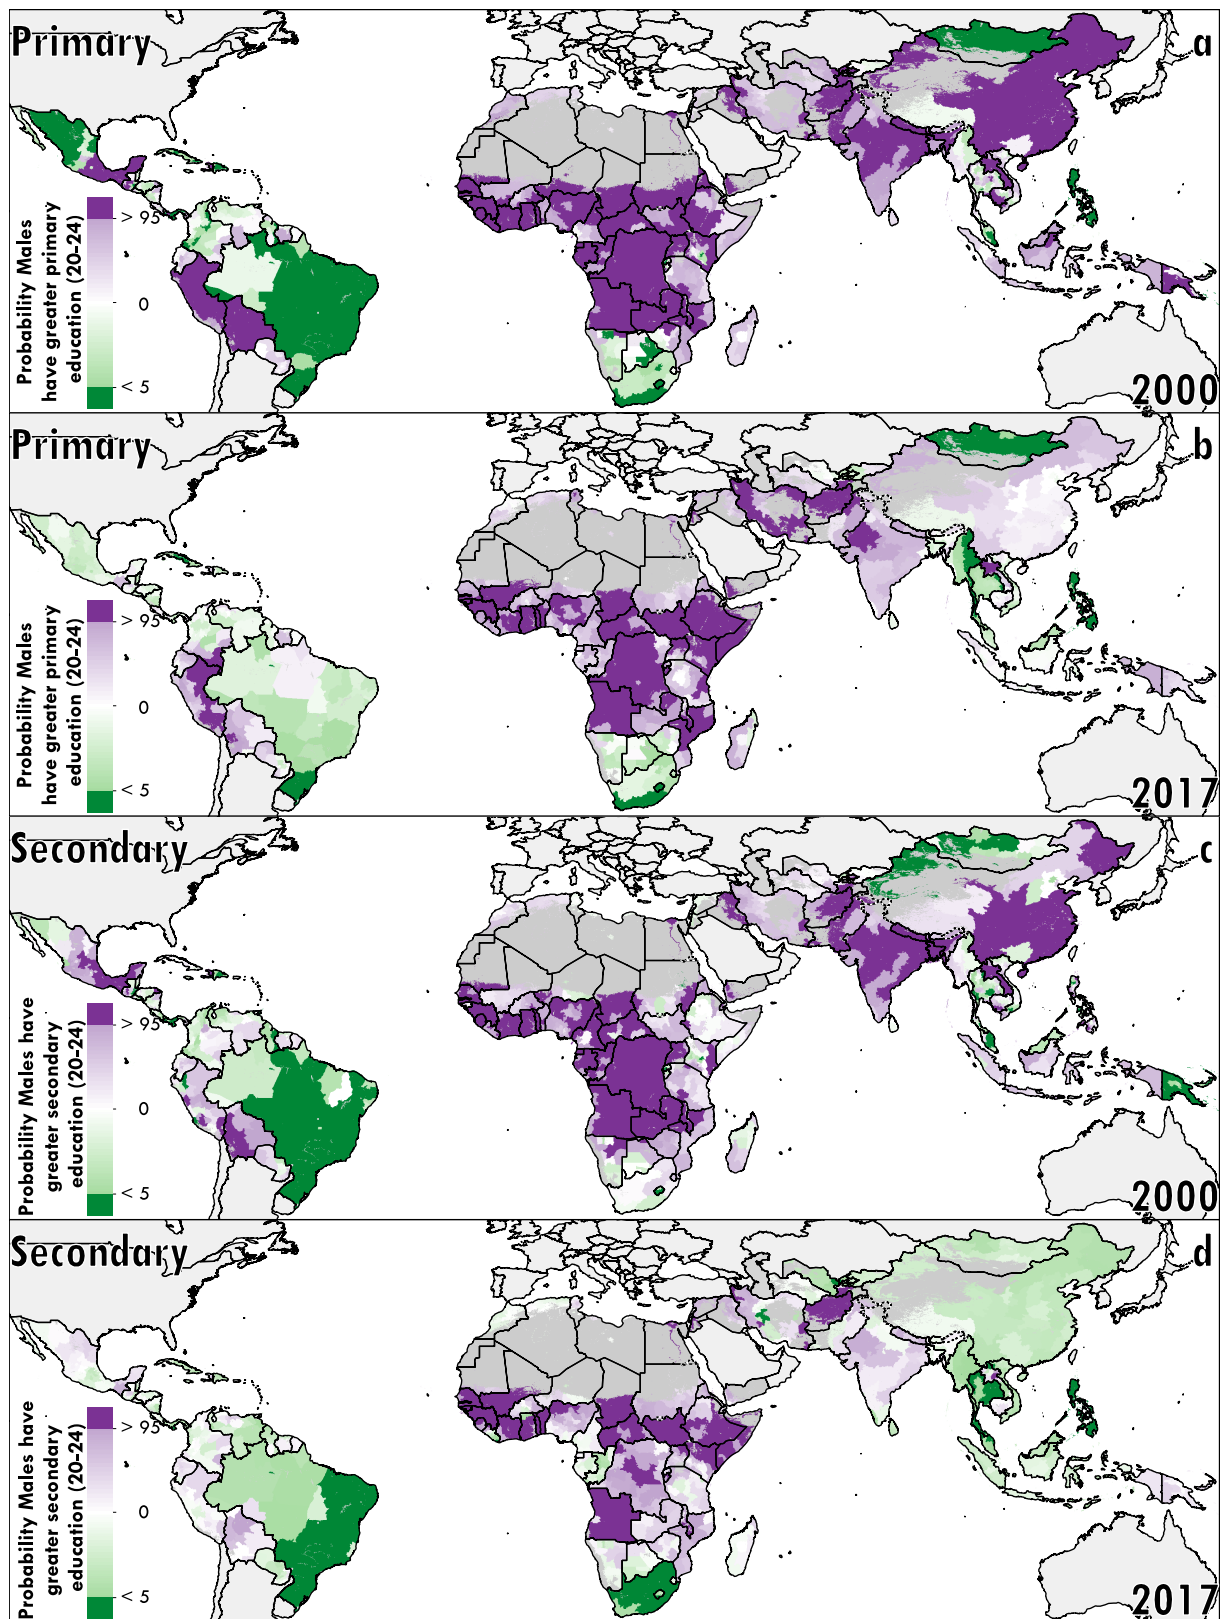 Primary
a
Probability Males
have greater primary
education (20-24)
> 95
0
< 5
2000
Primary
b
Probability Males
have greater primary
education (20-24)
> 95
0
< 5
2017
Secondary
c
Probability Males have
greater secondary
education (20-24)
> 95
0
< 5
2000
Secondary
d
Probability Males have
greater secondary
education (20-24)
> 95
0
< 5
2017